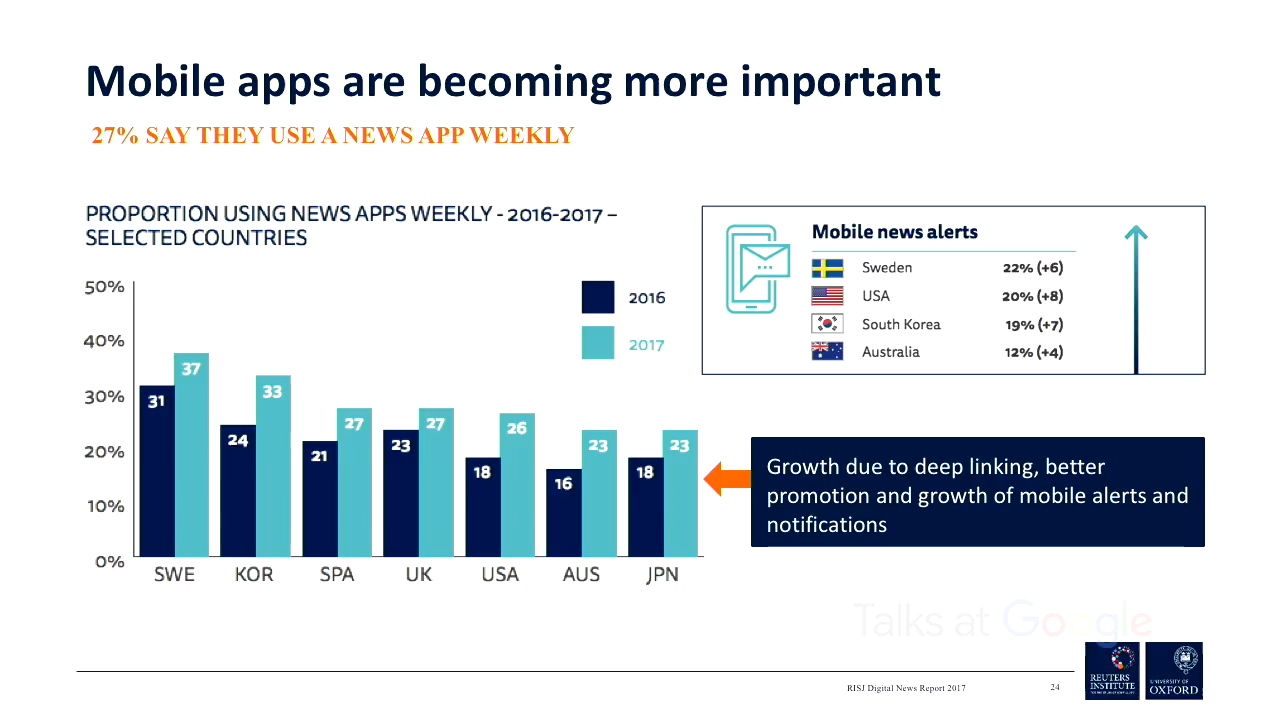 Mobile apps are becoming more important
27% SAY THEY USE A NEWS APP WEEKLY
PROPORTION USING NEWS APPS WEEKLY - 2016-2017 –
SELECTED COUNTRIES
50%
40%
30%
20%
10%
0%
2016
2017
31
37
24
33
21
27
23
27
18
26
16
23
18
23
SWE
KOR
SPA
UK
USA
AUS
JPN
Mobile news alerts
Sweden 22% (+6)
USA 20% (+8)
South Korea 19% (+7)
Australia 12% (+4)
Growth due to deep linking, better
promotion and growth of mobile alerts and
notifications
Talks at Google
RISJ Digital News Report 2017
24
REUTERS
INSTITUTE
UNIVERSITY OF
OXFORD